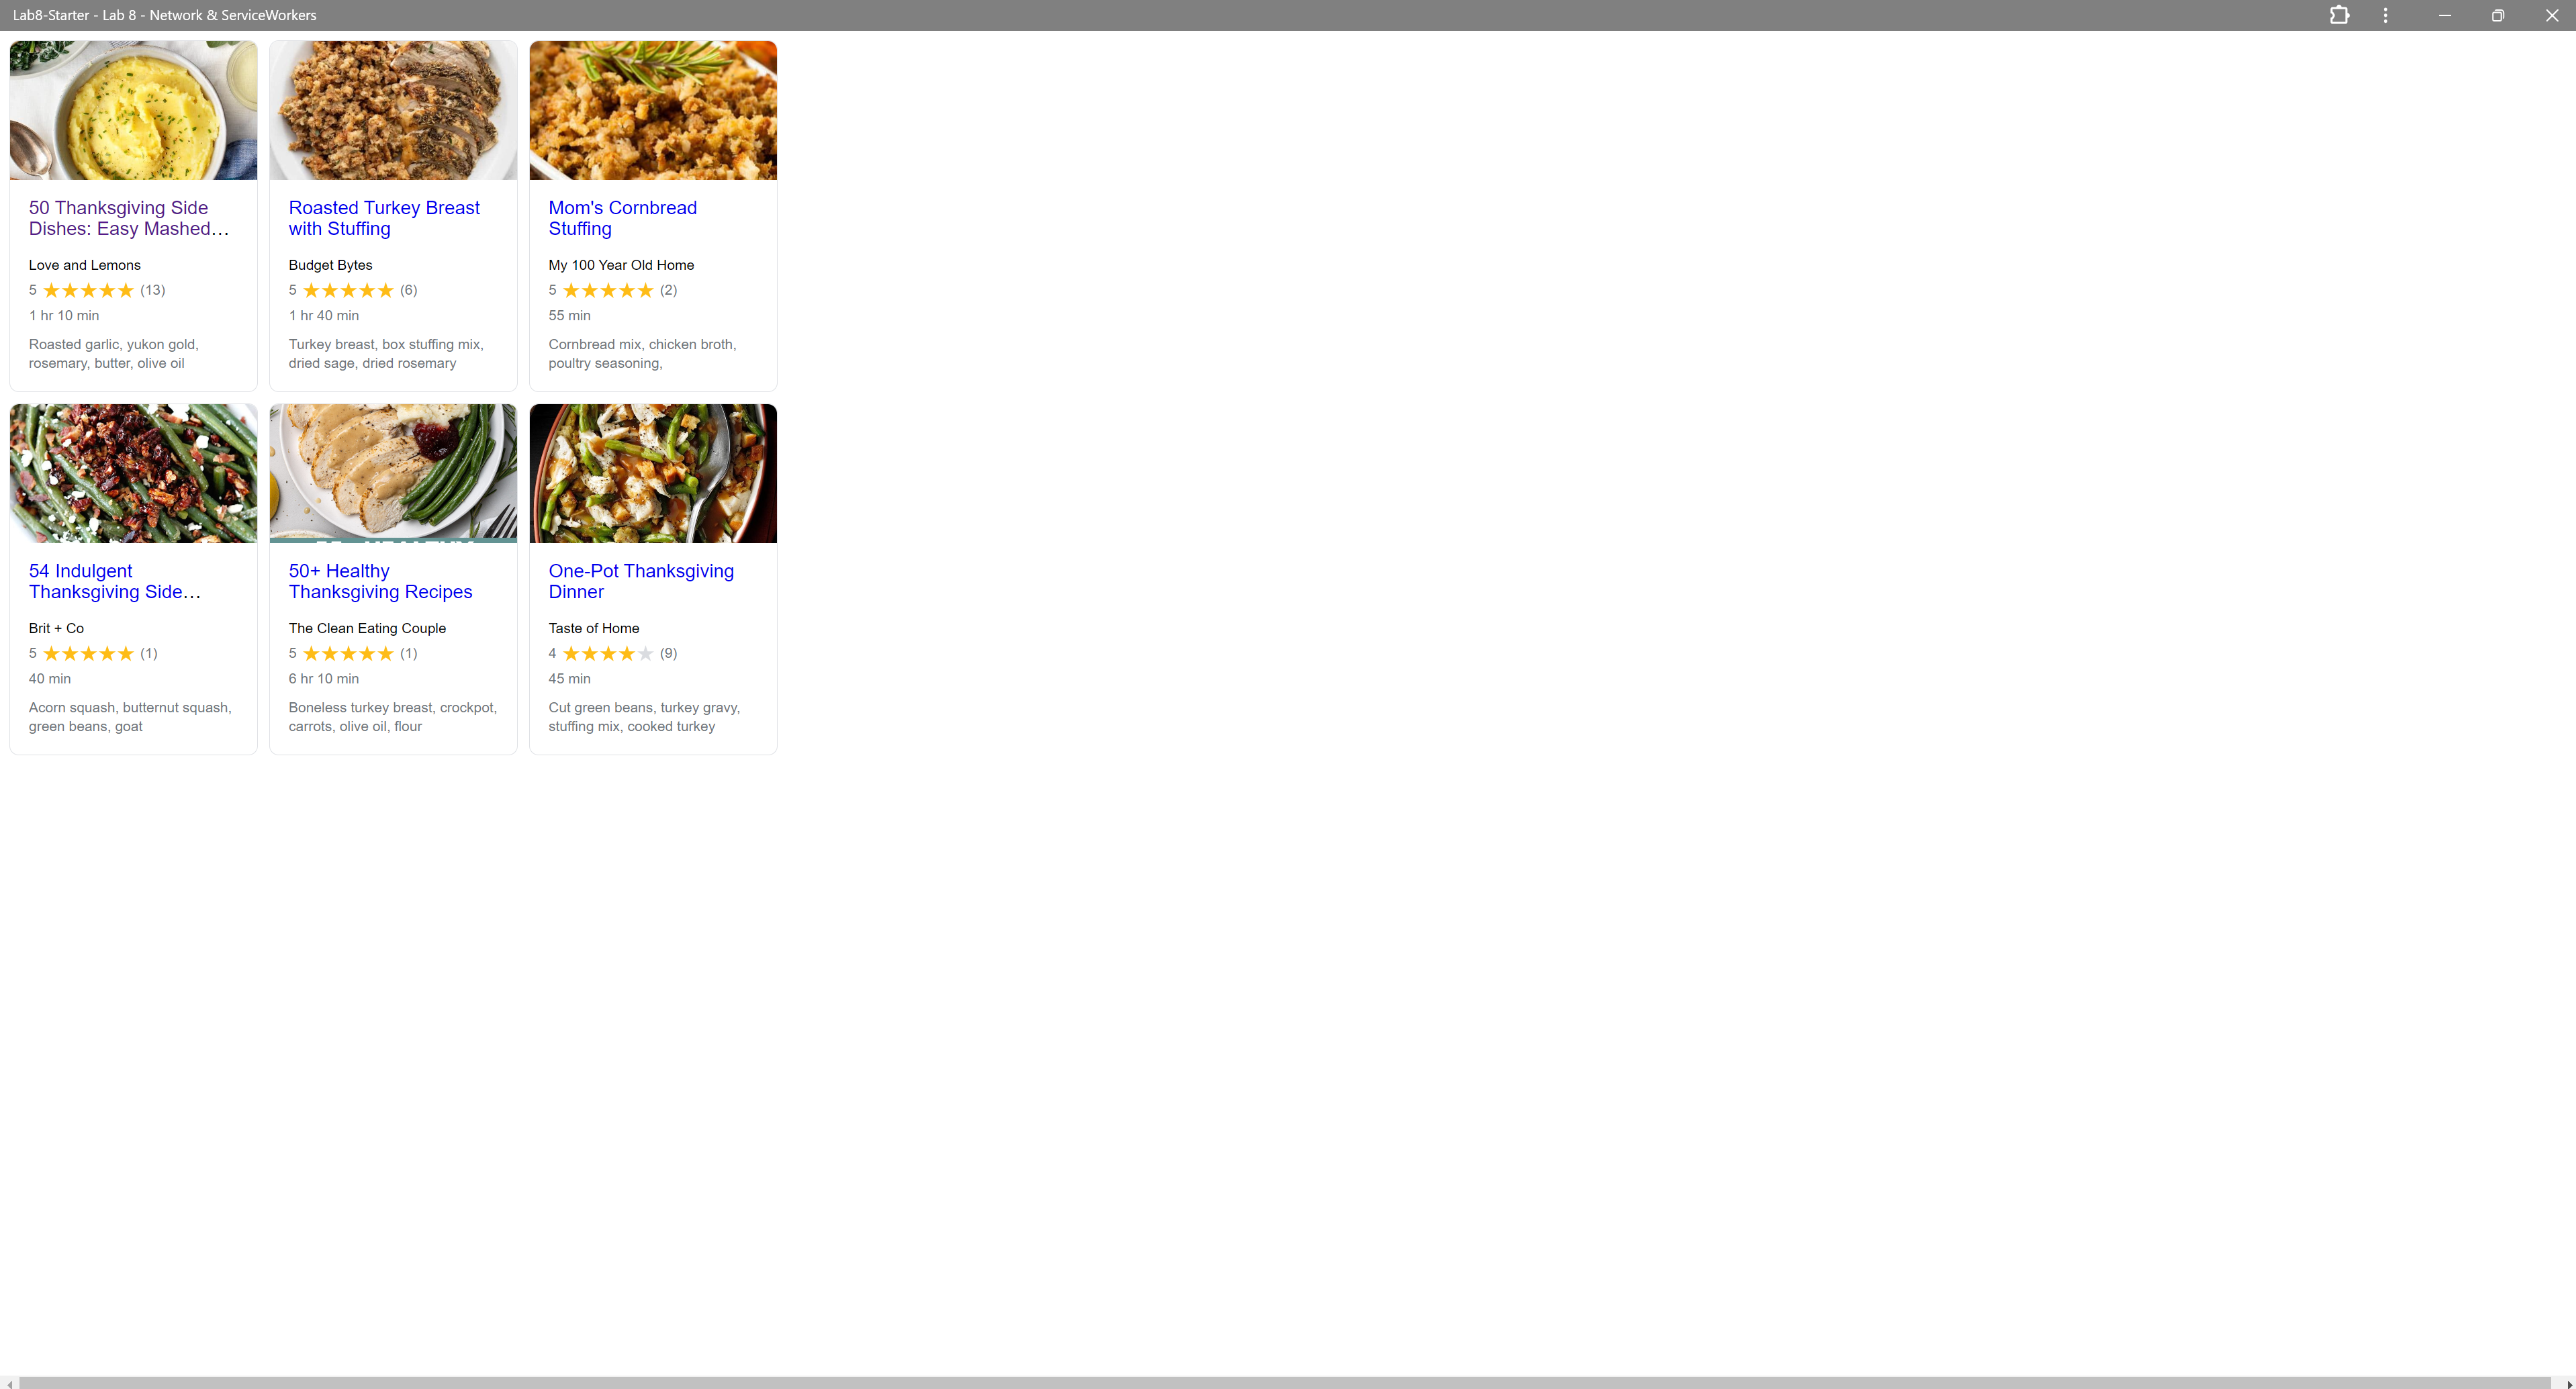 Lab8-Starter - Lab 8 - Network & ServiceWorkers
50 Thanksgiving Side
Dishes: Easy Mashed…
Love and Lemons
5 (13)
1 hr 10 min
Roasted garlic, yukon gold,
rosemary, butter, olive oil
Roasted Turkey Breast
with Stuffing
Budget Bytes
5 (6)
1 hr 40 min
Turkey breast, box stuffing mix,
dried sage, dried rosemary
Mom's Cornbread
Stuffing
My 100 Year Old Home
5 (2)
55 min
Cornbread mix, chicken broth,
poultry seasoning,
54 Indulgent
Thanksgiving Side…
Brit + Co
5 (1)
40 min
Acorn squash, butternut squash,
green beans, goat
50+ Healthy
Thanksgiving Recipes
The Clean Eating Couple
5 (1)
6 hr 10 min
Boneless turkey breast, crockpot,
carrots, olive oil, flour
One-Pot Thanksgiving
Dinner
Taste of Home
4 (9)
45 min
Cut green beans, turkey gravy,
stuffing mix, cooked turkey